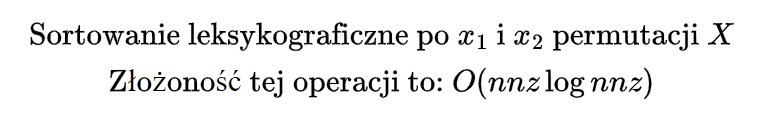 Sortowanie leksykograficzne po x₁ i x₂ permutacji X
Złożoność tej operacji to: O(nnz log nnz)